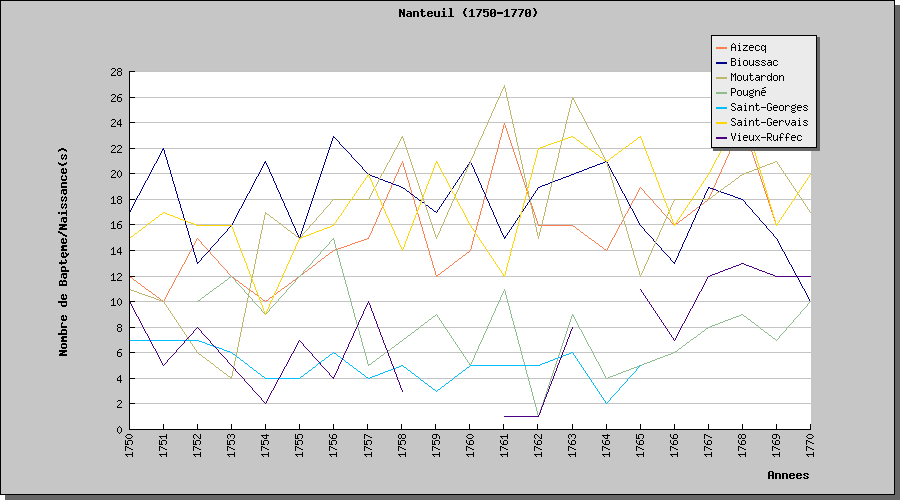 Nanteuil (1750-1770)
Aizecq
Bioussac
Moutardon
Pougné
Saint-Georges
Saint-Gervais
Vieux-Ruffec
Nombre de Baptęme/Naissance(s)
28
26
24
22
20
18
16
14
12
10
8
6
4
2
0
1750 1751 1752 1753 1754 1755 1756 1757 1758 1759 1760 1761 1762 1763 1764 1765 1766 1767 1768 1769 1770
Annees